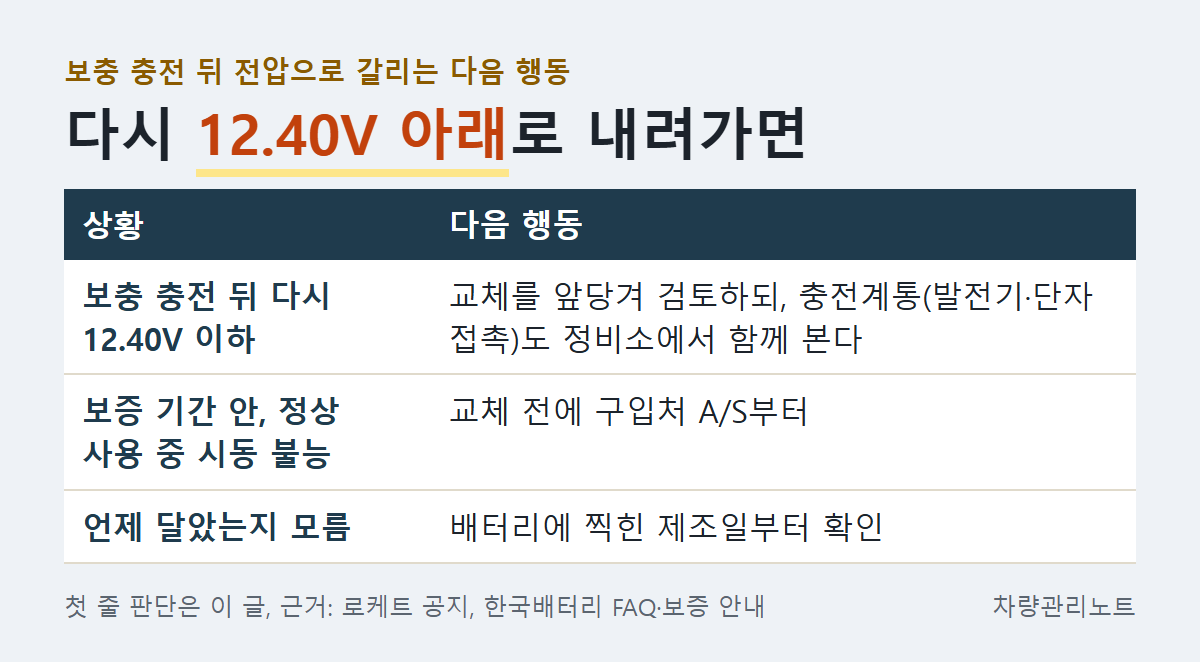 보충 충전 뒤 전압으로 갈리는 다음 행동
다시 12.40V 아래로 내려가면
상황 다음 행동
보충 충전 뒤 다시 교체를 앞당겨 검토하되, 충전계통(발전기·단자
12.40V 이하 접촉)도 정비소에서 함께 본다
보증 기간 안, 정상 교체 전에 구입처 A/S부터
사용 중 시동 불능
언제 달았는지 모름 배터리에 찍힌 제조일부터 확인
첫 줄 판단은 이 글, 근거: 로케트 공지, 한국배터리 FAQ·보증 안내 차량관리노트